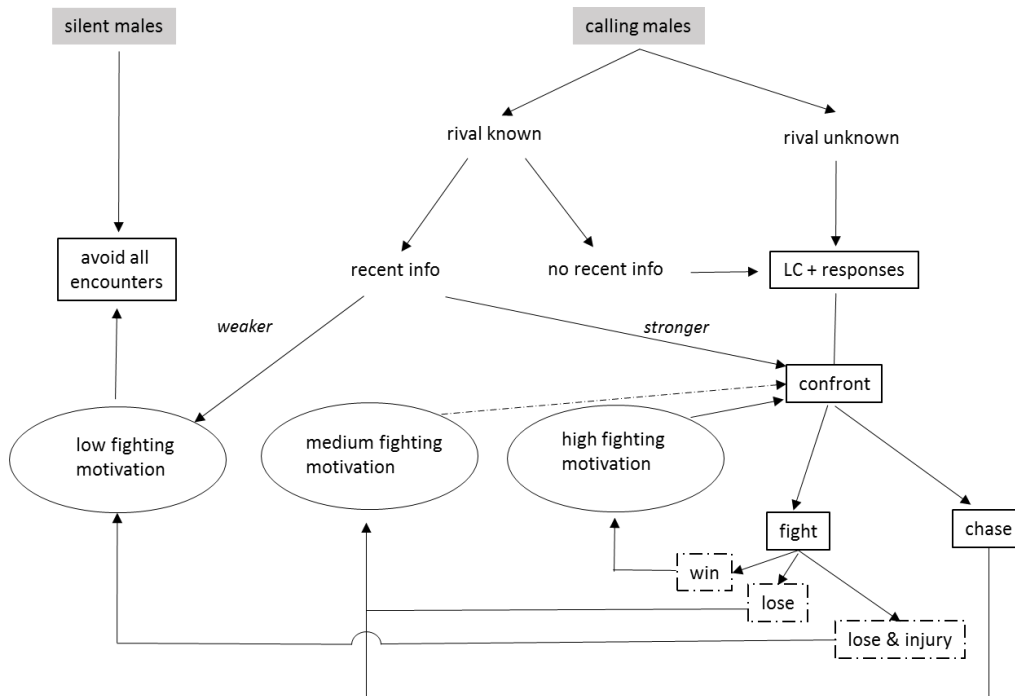 silent males
calling males
rival known
rival unknown
avoid all
encounters
recent info
no recent info
LC + responses
weaker
stronger
confront
low fighting
motivation
medium fighting
motivation
high fighting
motivation
fight
chase
win
lose
lose & injury